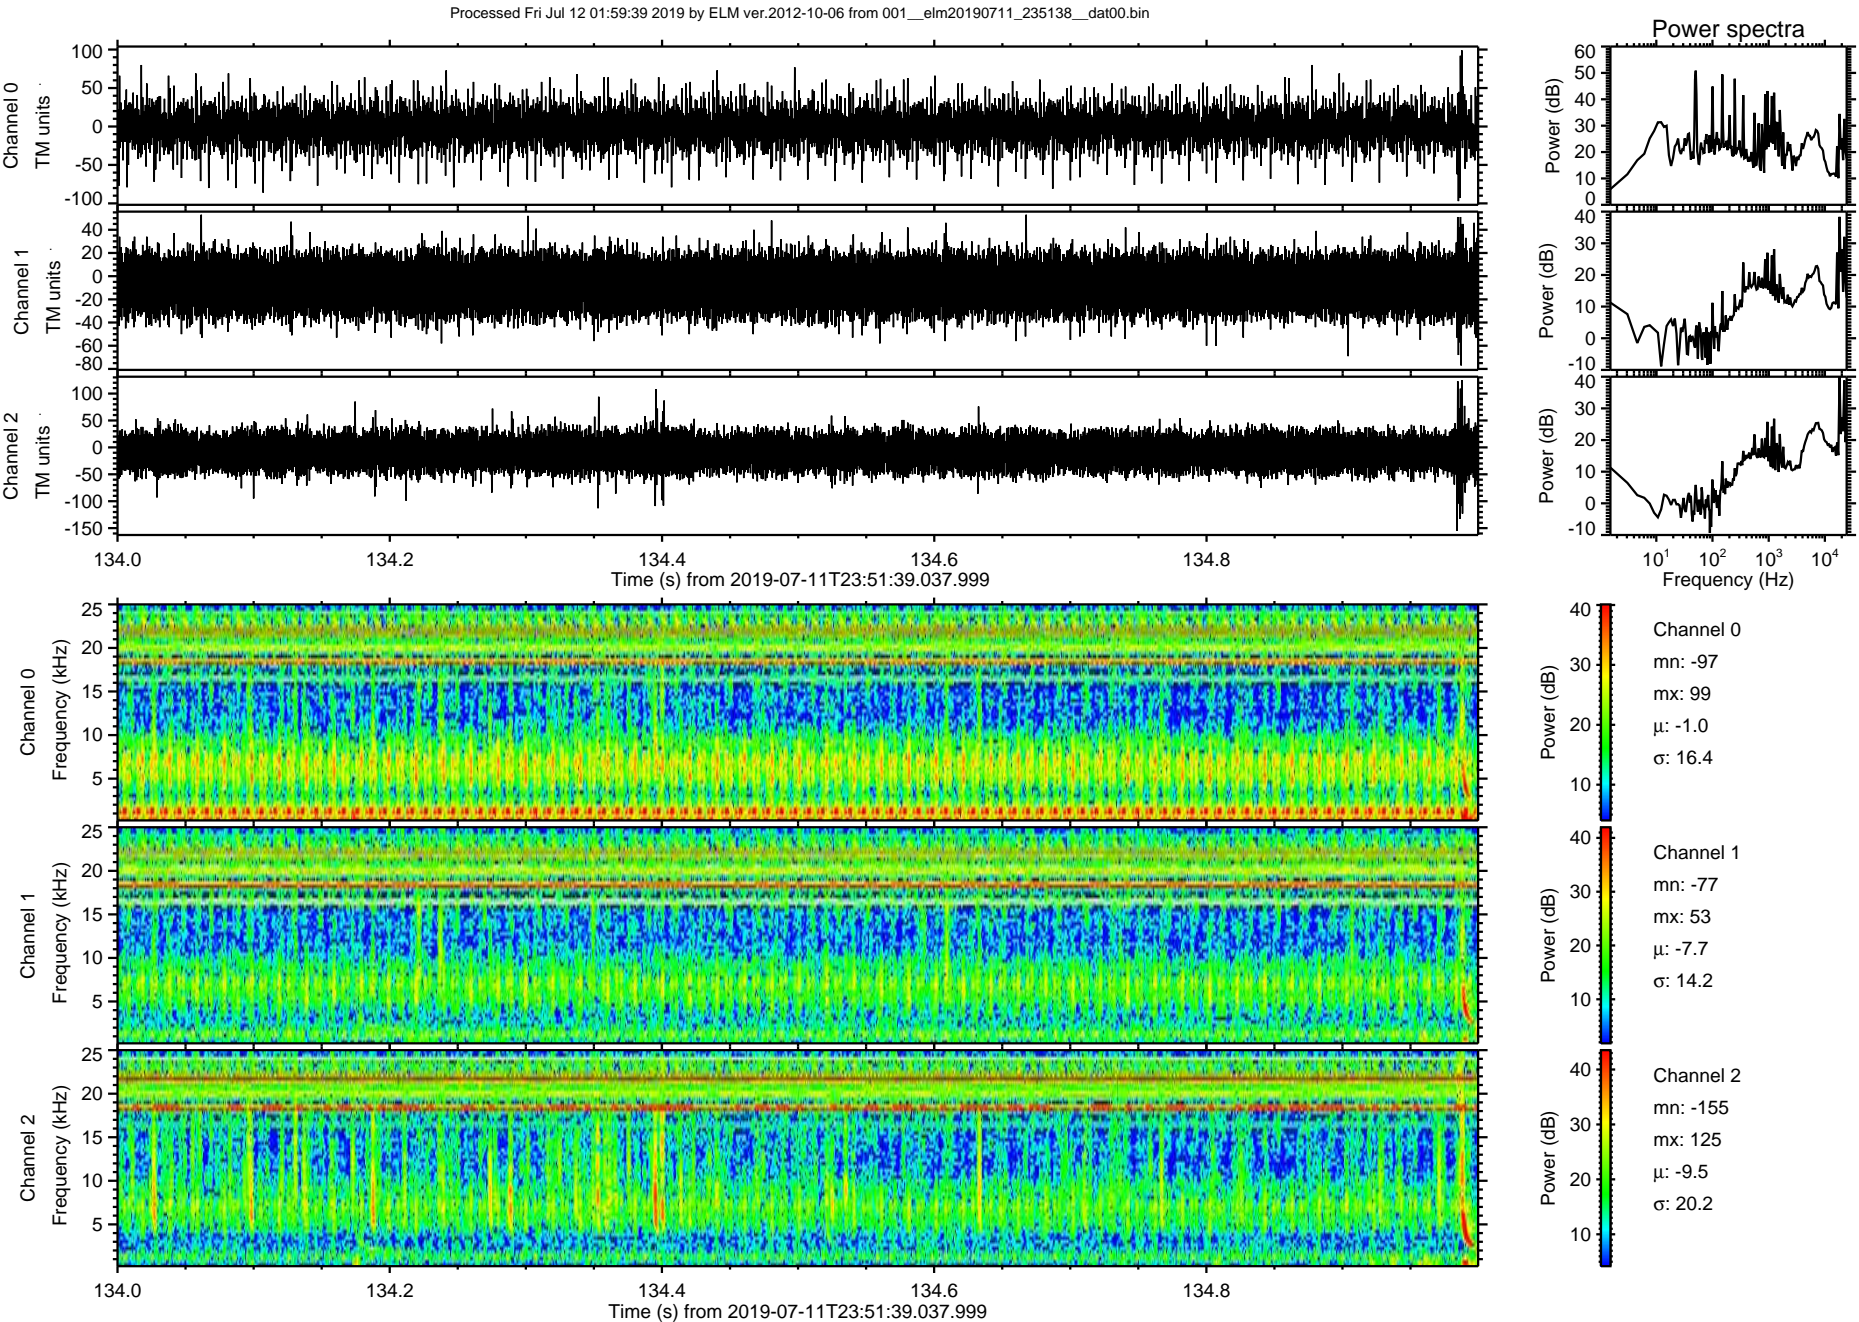 Processed Fri Jul 12 01:59:39 2019 by ELM ver.2012-10-06 from 001__elm20190711_235138__dat00.bin
Power spectra
Channel 0
TM units
100
50
0
-50
-100
Power (dB)
60
50
40
30
20
10
0
Channel 1
TM units
40
20
0
-20
-40
-60
-80
Power (dB)
40
30
20
10
0
-10
Channel 2
TM units
100
50
0
-50
-100
-150
Power (dB)
40
30
20
10
0
-10
134.0 134.2 134.4 134.6 134.8
Time (s) from 2019-07-11T23:51:39.037.999
10¹ 10² 10³ 10⁴
Frequency (Hz)
Channel 0
Frequency (kHz)
25
20
15
10
5
Power (dB)
40
30
20
10
Channel 0
mn: -97
mx: 99
µ: -1.0
σ: 16.4
Channel 1
Frequency (kHz)
25
20
15
10
5
Power (dB)
40
30
20
10
Channel 1
mn: -77
mx: 53
µ: -7.7
σ: 14.2
Channel 2
Frequency (kHz)
25
20
15
10
5
Power (dB)
40
30
20
10
Channel 2
mn: -155
mx: 125
µ: -9.5
σ: 20.2
134.0 134.2 134.4 134.6 134.8
Time (s) from 2019-07-11T23:51:39.037.999